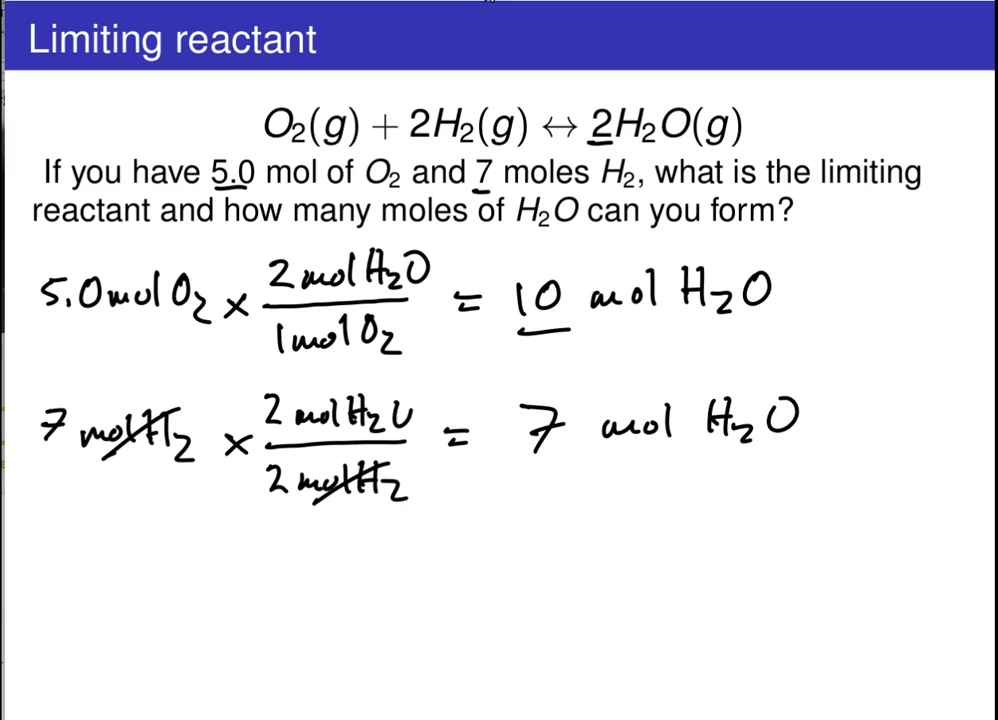 Limiting reactant
O₂(g) + 2H₂(g) ↔ 2H₂O(g)
If you have 5.0 mol of O₂ and 7 moles H₂, what is the limiting
reactant and how many moles of H₂O can you form?
5.0 mol O₂ × 2 mol H₂O / 1 mol O₂ = 10 mol H₂O
7 mol H₂ × 2 mol H₂O / 2 mol H₂ = 7 mol H₂O